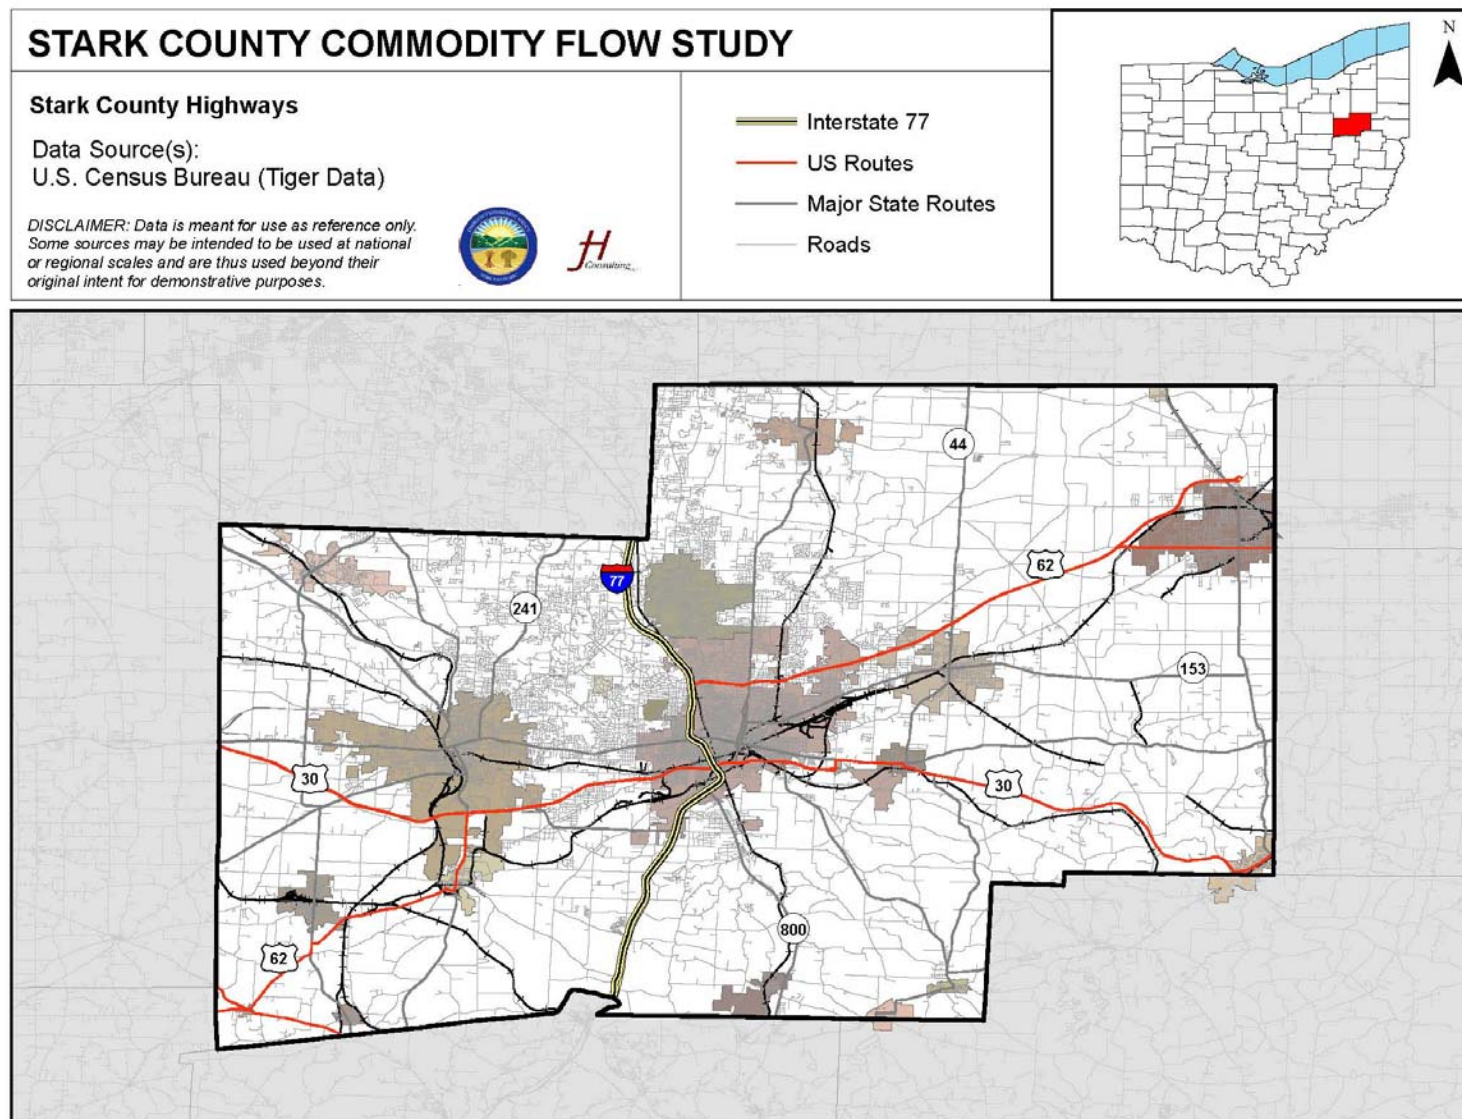 STARK COUNTY COMMODITY FLOW STUDY
Stark County Highways
Data Source(s):
U.S. Census Bureau (Tiger Data)
DISCLAIMER: Data is meant for use as reference only.
Some sources may be intended to be used at national
or regional scales and are thus used beyond their
original intent for demonstrative purposes.
JH
Consulting
Interstate 77
US Routes
Major State Routes
Roads
N
44
62
77
241
153
30
30
800
62